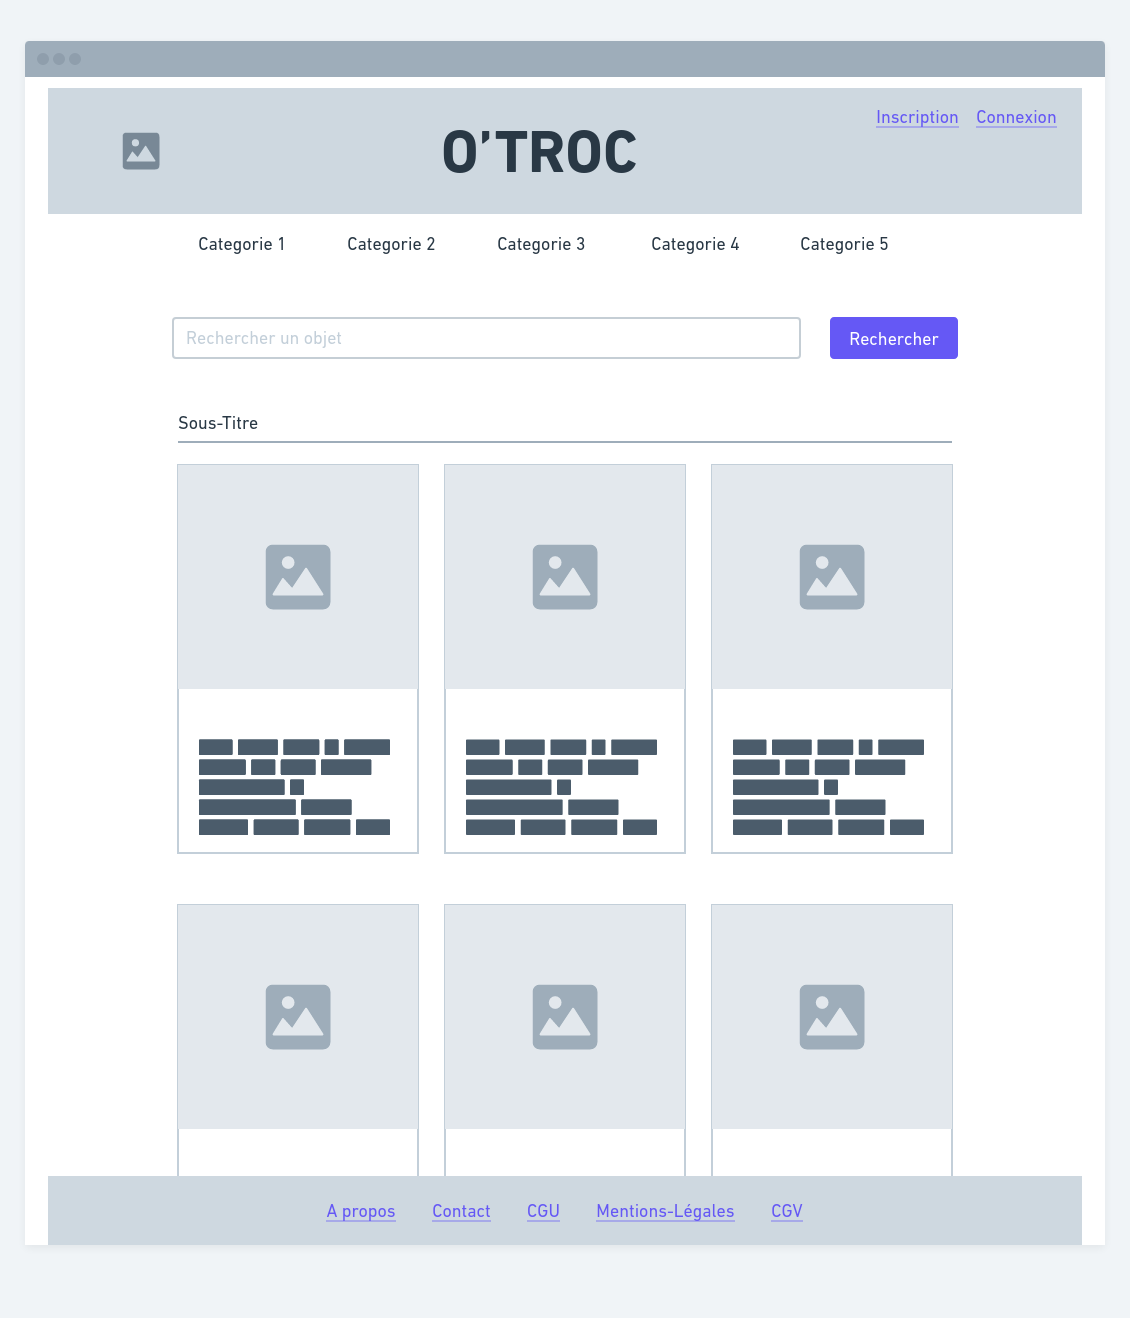 Inscription Connexion
O'TROC
Categorie 1 Categorie 2 Categorie 3 Categorie 4 Categorie 5
Rechercher un objet Rechercher
Sous-Titre
A propos Contact CGU Mentions-Légales CGV